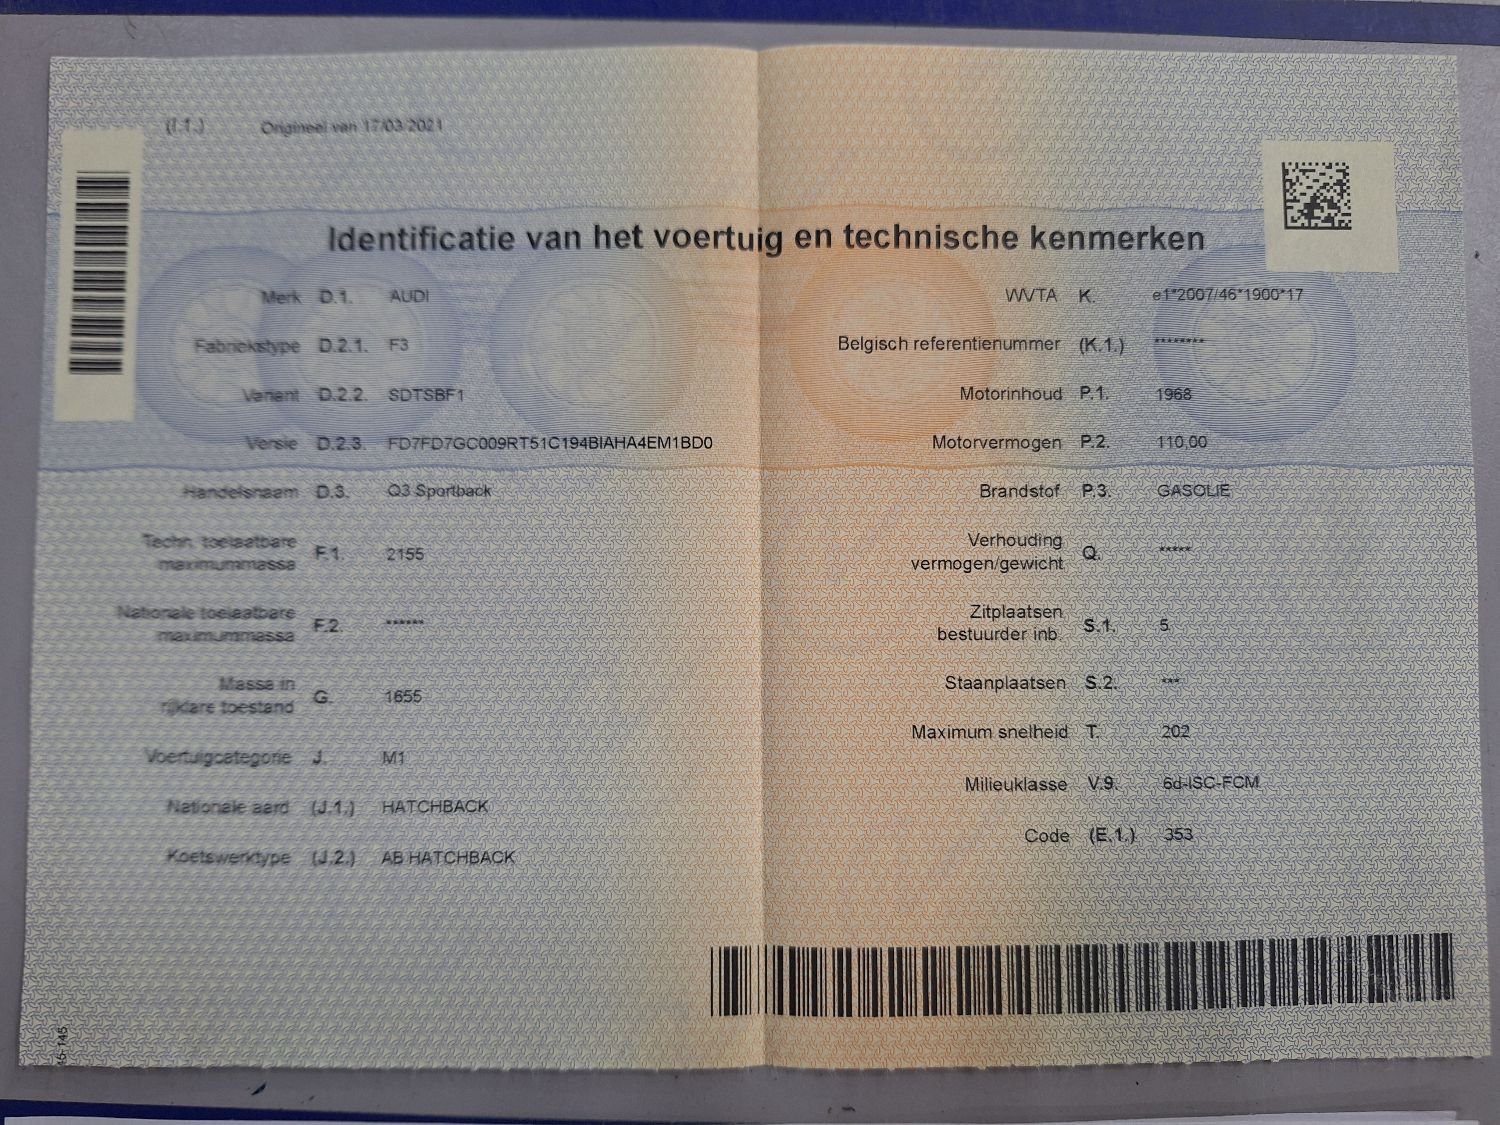 (I.1.) Origineel van 17/03/2021
Identificatie van het voertuig en technische kenmerken
Merk D.1. AUDI
Fabriekstype D.2.1. F3
Variant D.2.2. SDTSBF1
Versie D.2.3. FD7FD7GC009RT51C194BIAHA4EM1BD0
Handelsnaam D.3. Q3 Sportback
Techn. toelaatbare
maximummassa F.1. 2155
Nationale toelaatbare
maximummassa F.2. ******
Massa in
rijklare toestand G. 1655
Voertuigcategorie J. M1
Nationale aard (J.1.) HATCHBACK
Koetswerktype (J.2.) AB HATCHBACK
WVTA K. e1*2007/46*1900*17
Belgisch referentienummer (K.1.) ********
Motorinhoud P.1. 1968
Motorvermogen P.2. 110,00
Brandstof P.3. GASOLIE
Verhouding
vermogen/gewicht Q. *****
Zitplaatsen
bestuurder inb. S.1. 5
Staanplaatsen S.2. ***
Maximum snelheid T. 202
Milieuklasse V.9. 6d-ISC-FCM
Code (E.1.) 353